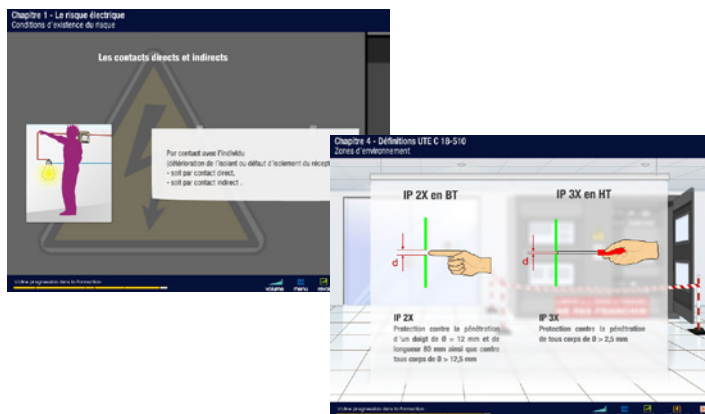 Chapitre 1 - Le risque électrique
Conditions d'existence du risque
Les contacts directs et indirects
Par contact avec l'individu
(détérioration de l'isolant ou défaut d'isolement du récept
- soit par contact direct,
- soit par contact indirect .
Votre progression dans la formation
volume menu revoir
Chapitre 4 - Définitions UTE C 18-510
Zones d'environnement
IP 2X en BT
IP 3X en HT
d
d
IP 2X
Protection contre la pénétration
d'un doigt de Ø = 12 mm et de
longueur 80 mm ainsi que contre
tous corps de Ø > 12,5 mm
IP 3X
Protection contre la pénétration
de tous corps de Ø > 2,5 mm
NE PAS FRANCHIR
Votre progression dans la formation